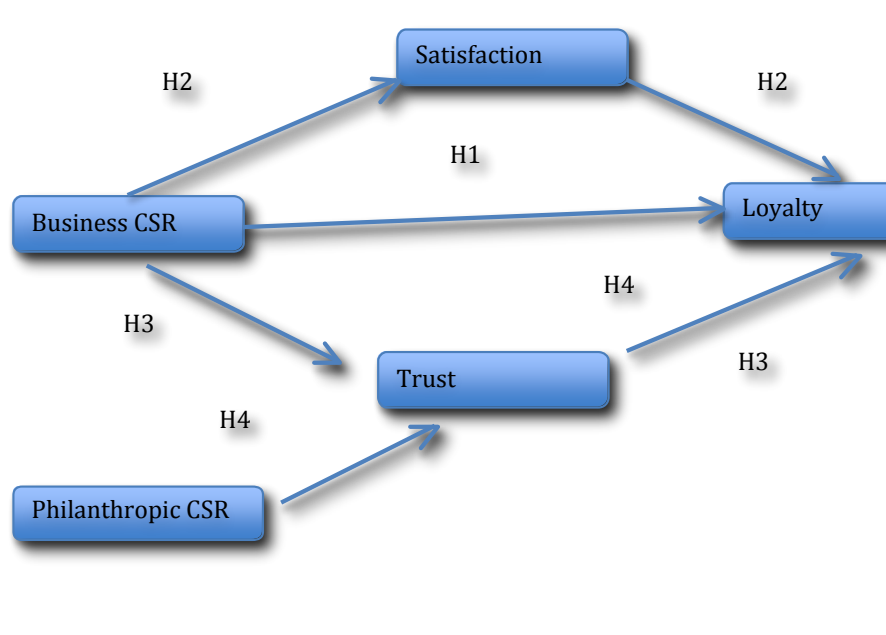 Satisfaction
H2
H2
H1
Business CSR
Loyalty
H4
H3
H3
Trust
H4
Philanthropic CSR